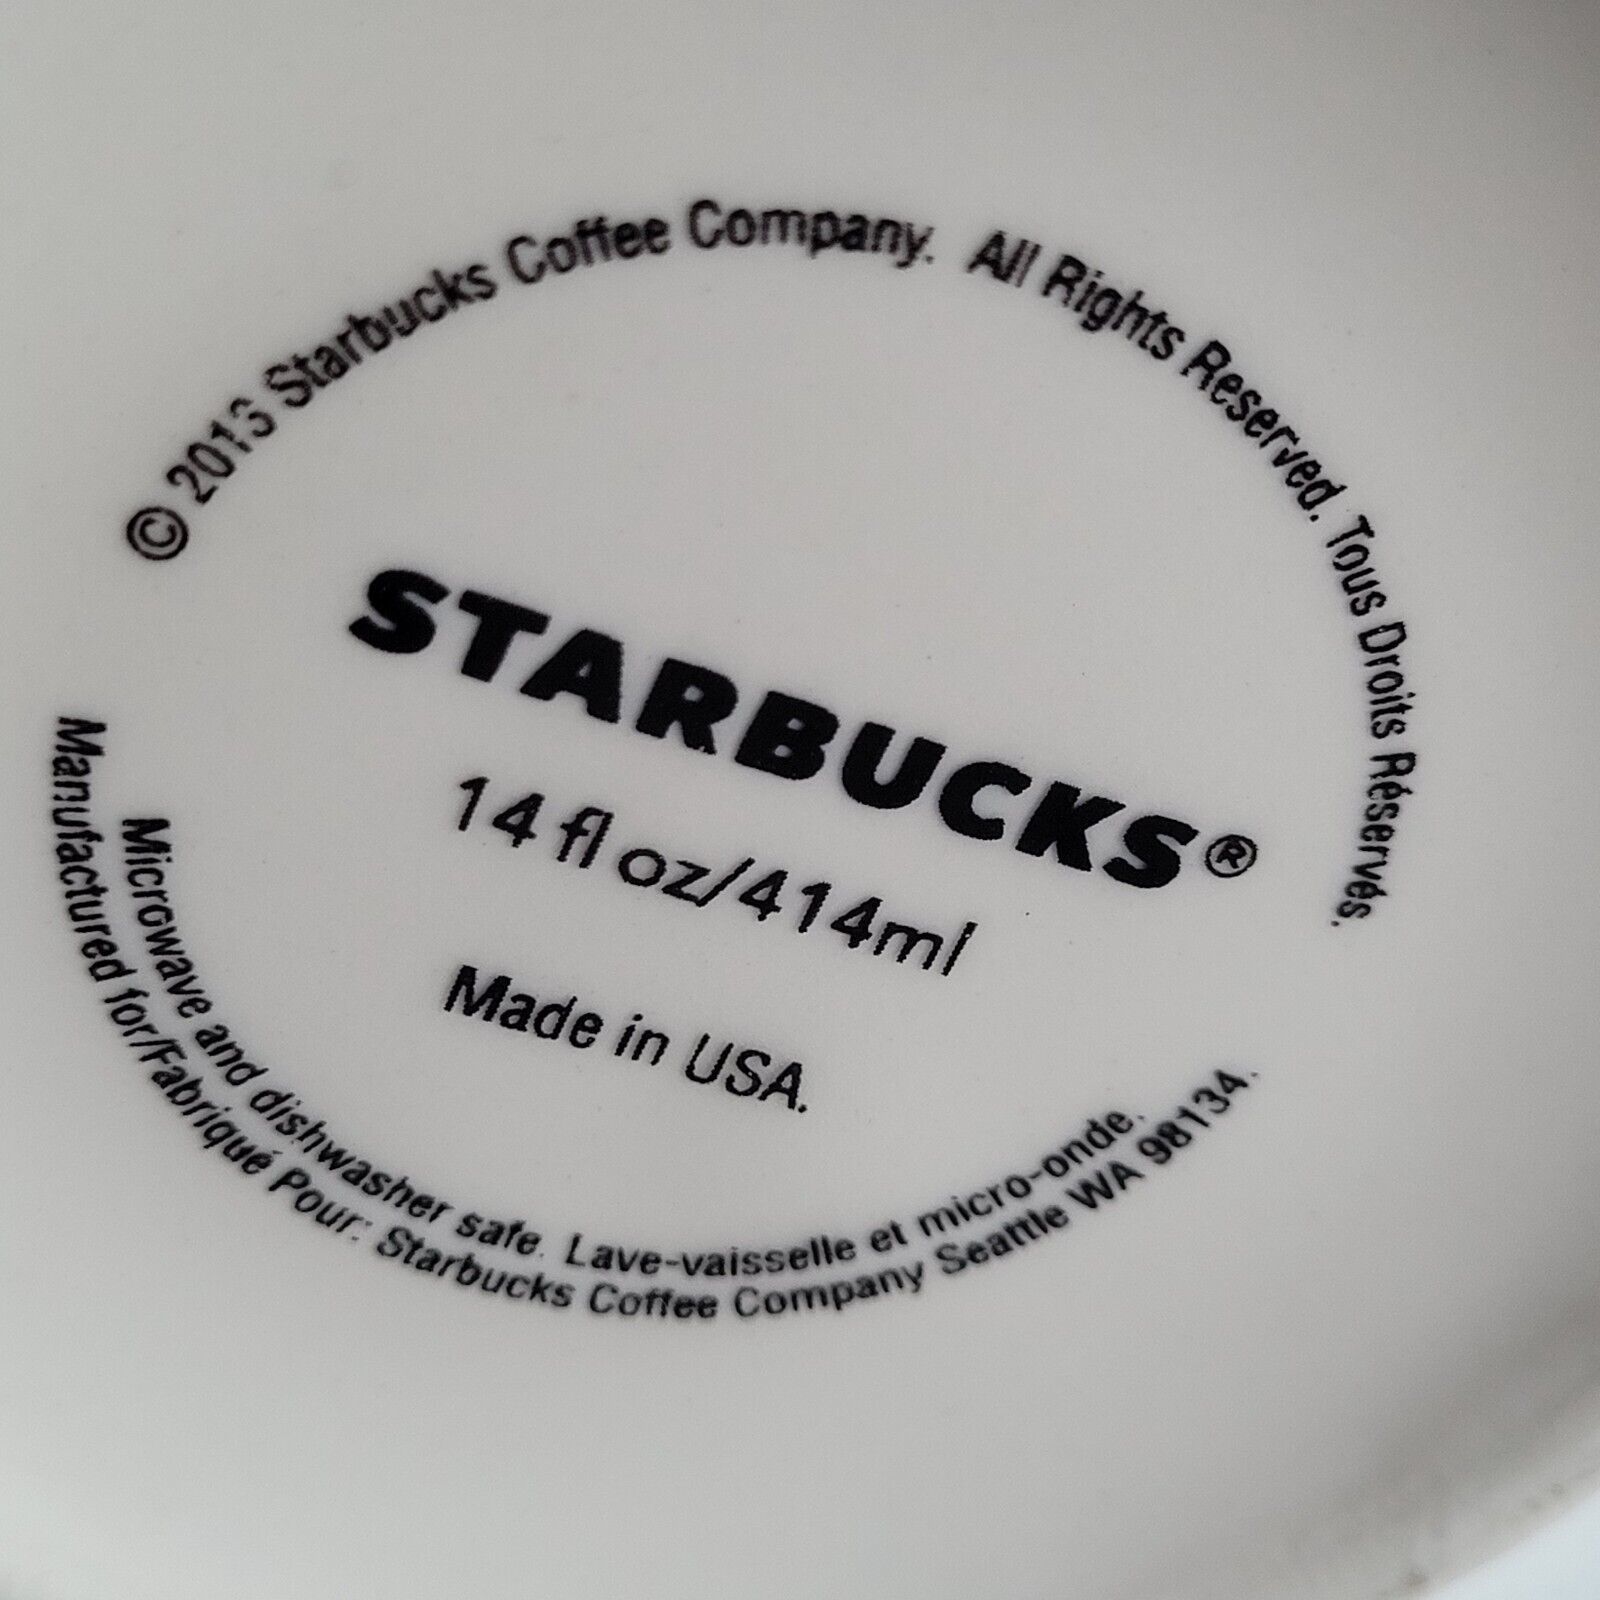 © 2013 Starbucks Coffee Company. All Rights Reserved. Tous Droits Réservés.
STARBUCKS®
14 fl oz/414ml
Made in USA.
Microwave and dishwasher safe. Lave-vaisselle et micro-onde.
Manufactured for/Fabriqué Pour: Starbucks Coffee Company Seattle WA 98134.